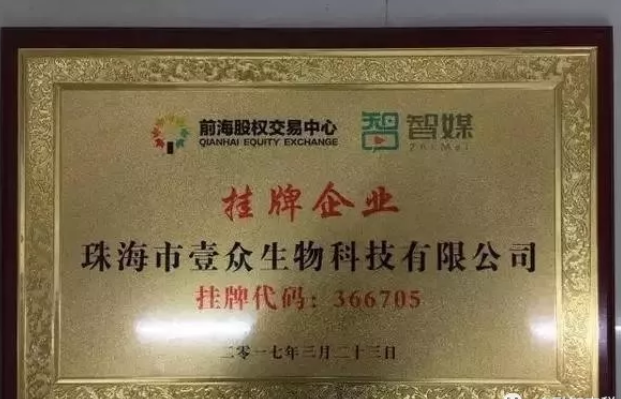 前海股权交易中心 智媒
QIANHAI EQUITY EXCHANGE ZhiMei
挂牌企业
珠海市壹众生物科技有限公司
挂牌代码：366705
二零一七年三月二十三日